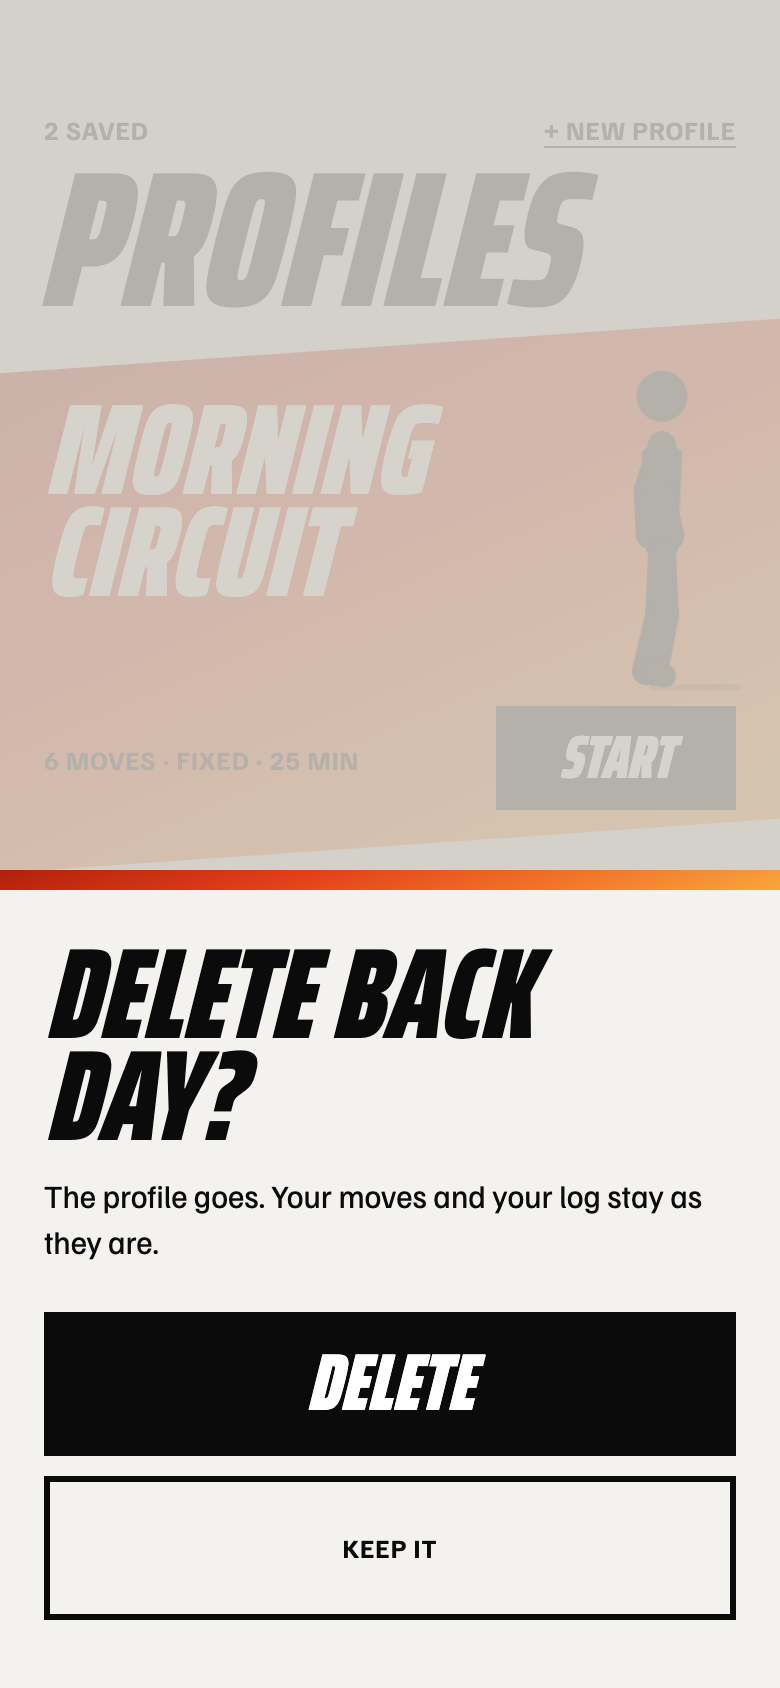 2 SAVED
+ NEW PROFILE
PROFILES
MORNING
CIRCUIT
6 MOVES · FIXED · 25 MIN
START
DELETE BACK
DAY?
The profile goes. Your moves and your log stay as
they are.
DELETE
KEEP IT